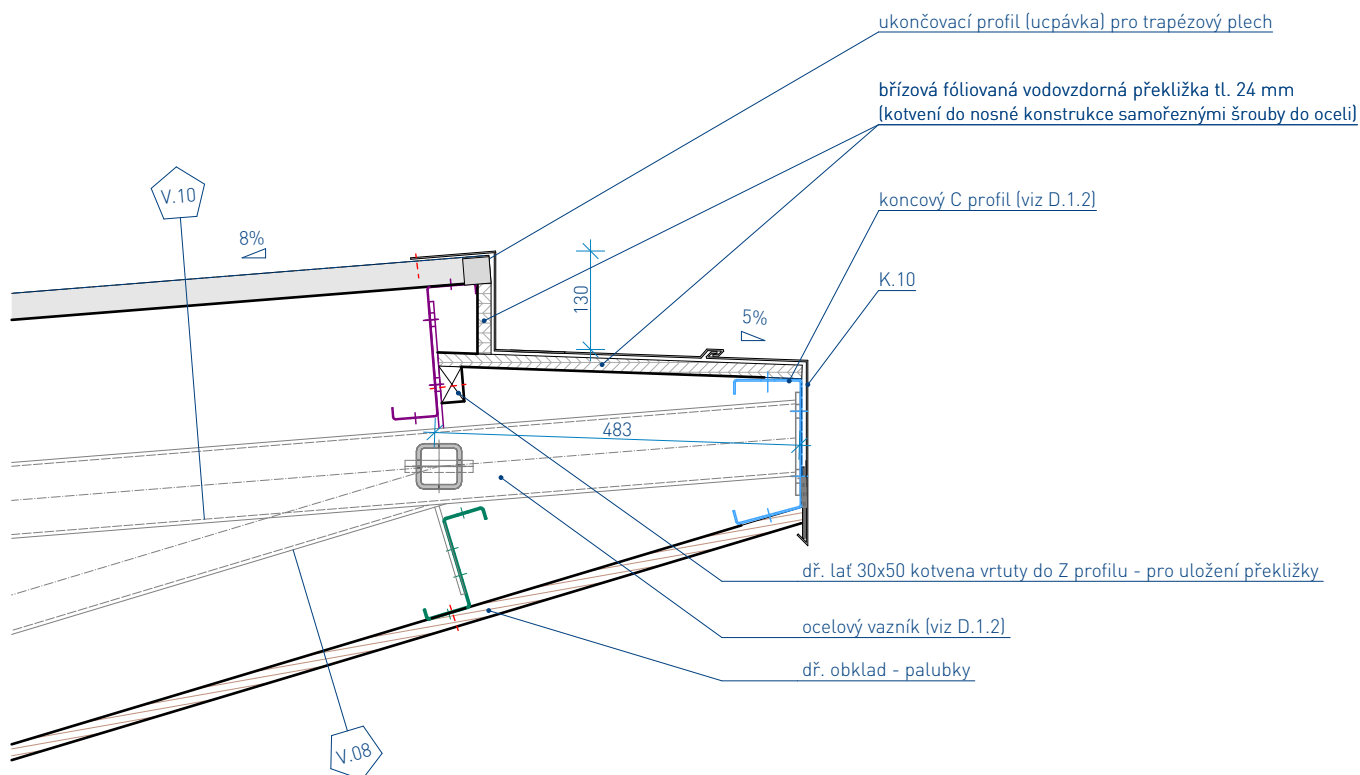 ukončovací profil (ucpávka) pro trapézový plech
břízová fóliovaná vodovzdorná překližka tl. 24 mm
(kotvení do nosné konstrukce samořeznými šrouby do oceli)
V.10
koncový C profil (viz D.1.2)
8%
K.10
130
5%
483
dř. lať 30x50 kotvena vrtuty do Z profilu - pro uložení překližky
ocelový vazník (viz D.1.2)
dř. obklad - palubky
V.08